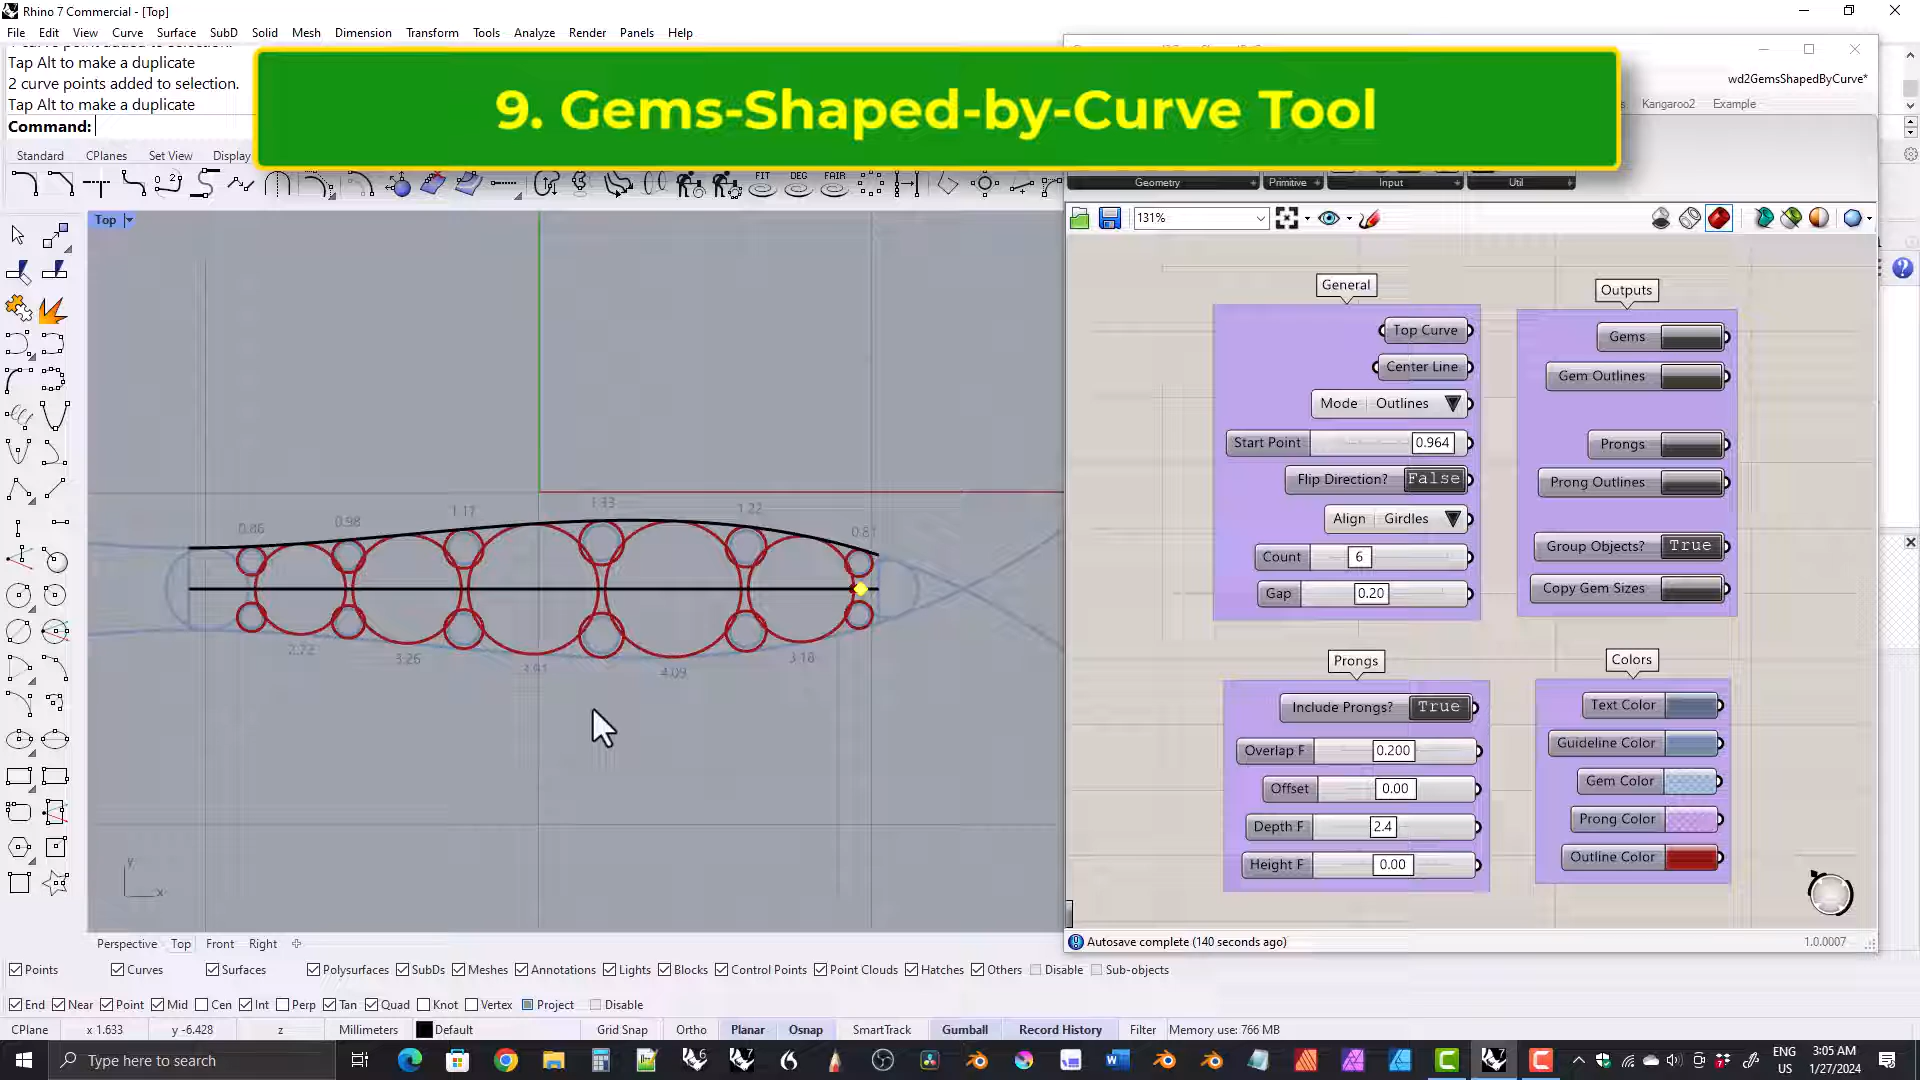 Rhino 7 Commercial - [Top]
File Edit View Curve Surface SubD Solid Mesh Dimension Transform Tools Analyze Render Panels Help
Tap Alt to make a duplicate
2 curve points added to selection.
Tap Alt to make a duplicate
Command:
9. Gems-Shaped-by-Curve Tool
wd2GemsShapedByCurve*
Kangaroo2 Example
Standard CPlanes Set View Display
FIT DEG FAIR
Geometry Primitive Input Util
Top
131%
General
Top Curve
Center Line
Mode Outlines
Start Point 0.964
Flip Direction? False
Align Girdles
Count 6
Gap 0.20
Outputs
Gems
Gem Outlines
Prongs
Prong Outlines
Group Objects? True
Copy Gem Sizes
0.86 0.98 1.17 1.33 1.22 0.81
2.72 3.26 3.91 4.09 3.18
Prongs
Include Prongs? True
Overlap F 0.200
Offset 0.00
Depth F 2.4
Height F 0.00
Colors
Text Color
Guideline Color
Gem Color
Prong Color
Outline Color
y
x
Autosave complete (140 seconds ago)
1.0.0007
Perspective Top Front Right
Points Curves Surfaces Polysurfaces SubDs Meshes Annotations Lights Blocks Control Points Point Clouds Hatches Others Disable Sub-objects
End Near Point Mid Cen Int Perp Tan Quad Knot Vertex Project Disable
CPlane x 1.633 y -6.428 z Millimeters Default Grid Snap Ortho Planar Osnap SmartTrack Gumball Record History Filter Memory use: 766 MB
Type here to search
ENG
US
3:05 AM
1/27/2024